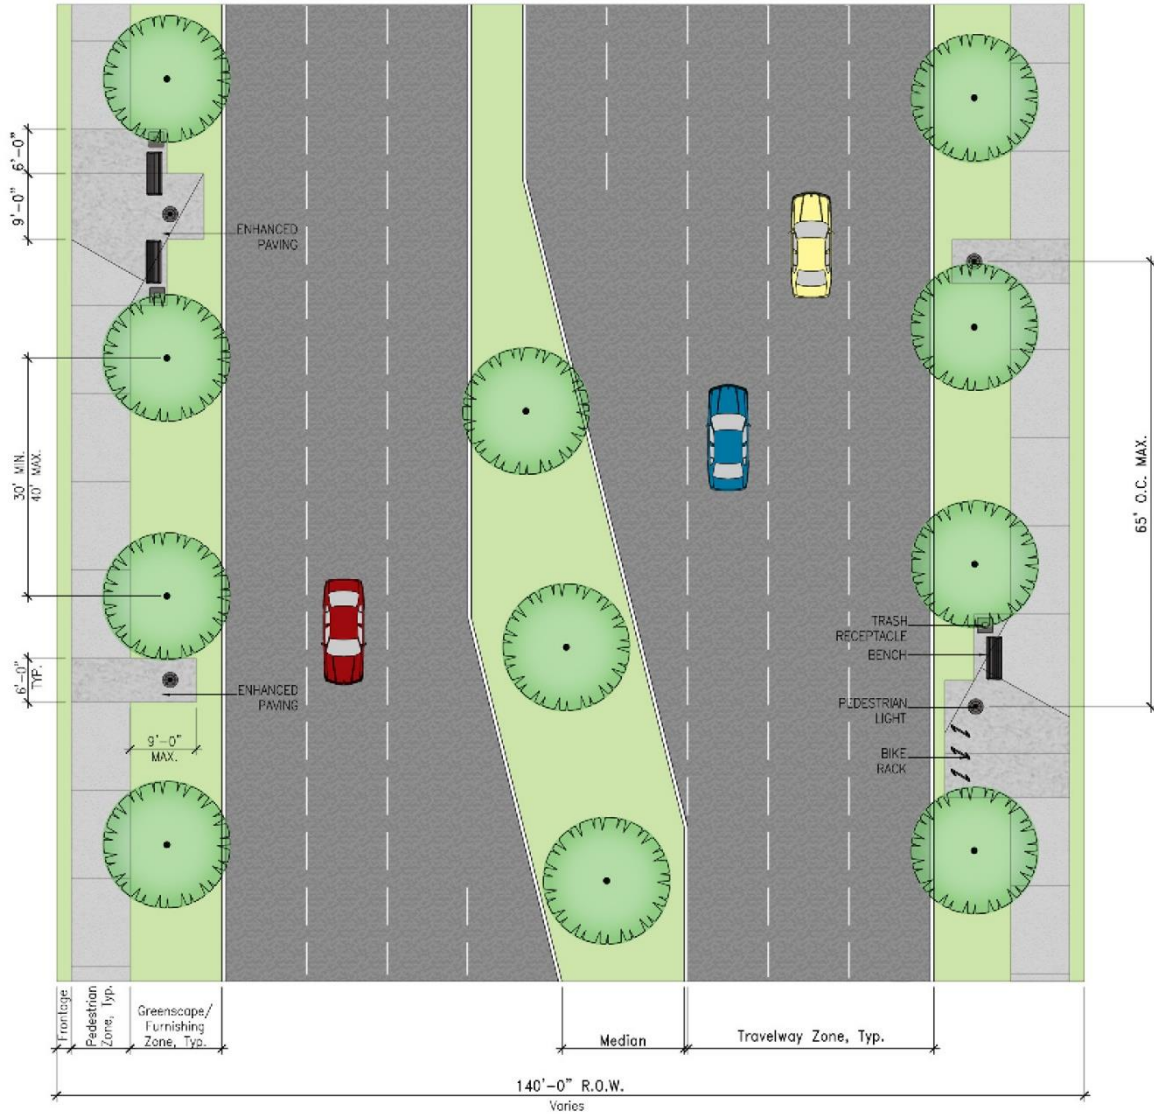 6'-0"
9'-0"
ENHANCED
PAVING
30' MIN.
40' MAX.
65' O.C. MAX.
TRASH
RECEPTACLE
BENCH
6'-0"
TYP.
ENHANCED
PAVING
PEDESTRIAN
LIGHT
9'-0"
MAX.
BIKE
RACK
Frontage
Pedestrian
Zone, Typ.
Greenscape/
Furnishing
Zone, Typ.
Median
Travelway Zone, Typ.
140'-0" R.O.W.
Varies